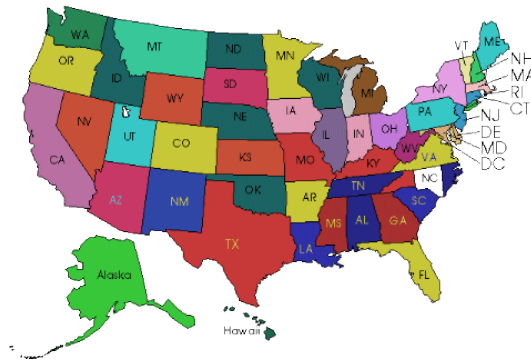 WA
MT
ND
MN
ME
VT
NH
OR
ID
SD
WI
MI
NY
MA
RI
CT
WY
IA
PA
NJ
NE
NV
UT
IL
IN
OH
DE
MD
DC
CO
KS
MO
WV
VA
KY
CA
AZ
NM
OK
AR
TN
NC
SC
TX
LA
MS
AL
GA
FL
Alaska
Hawaii